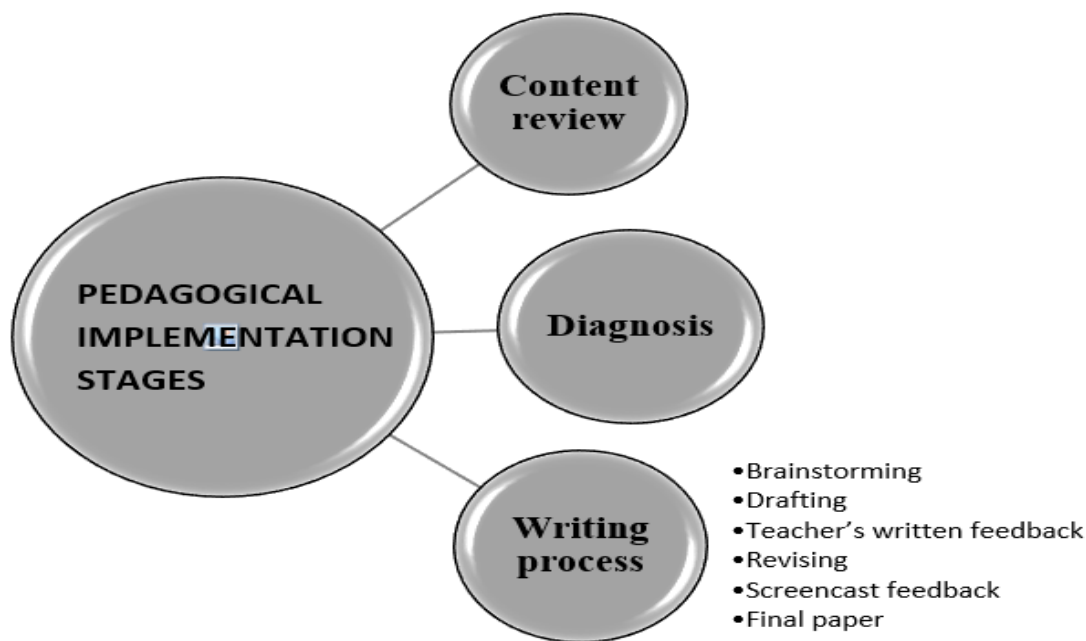 Content
review
PEDAGOGICAL
IMPLEMENTATION
STAGES
Diagnosis
Writing
process
•Brainstorming
•Drafting
•Teacher’s written feedback
•Revising
•Screencast feedback
•Final paper